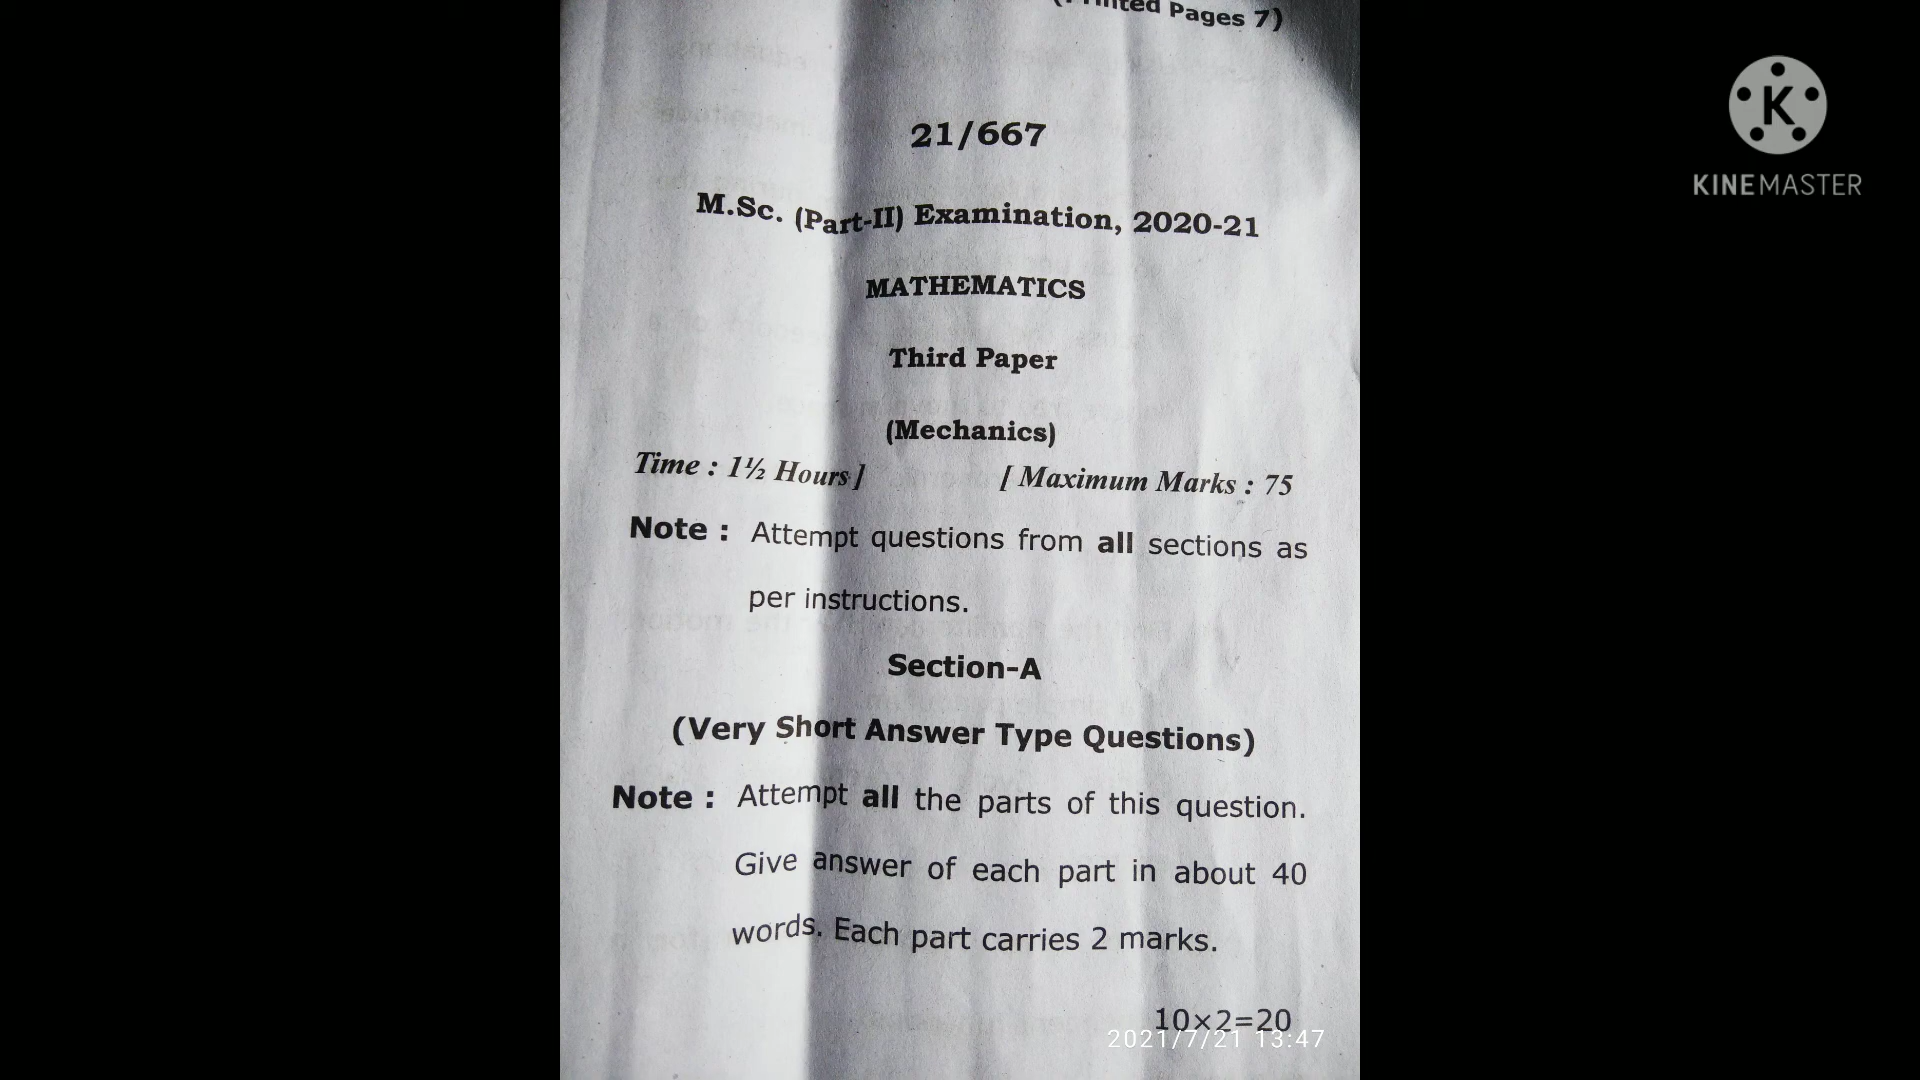 (Printed Pages 7)
21/667
M.Sc. (Part-II) Examination, 2020-21
MATHEMATICS
Third Paper
(Mechanics)
Time : 1½ Hours] [Maximum Marks : 75
Note : Attempt questions from all sections as
per instructions.
Section-A
(Very Short Answer Type Questions)
Note : Attempt all the parts of this question.
Give answer of each part in about 40
words. Each part carries 2 marks.
10×2=20
2021/7/21 13:47
KINEMASTER